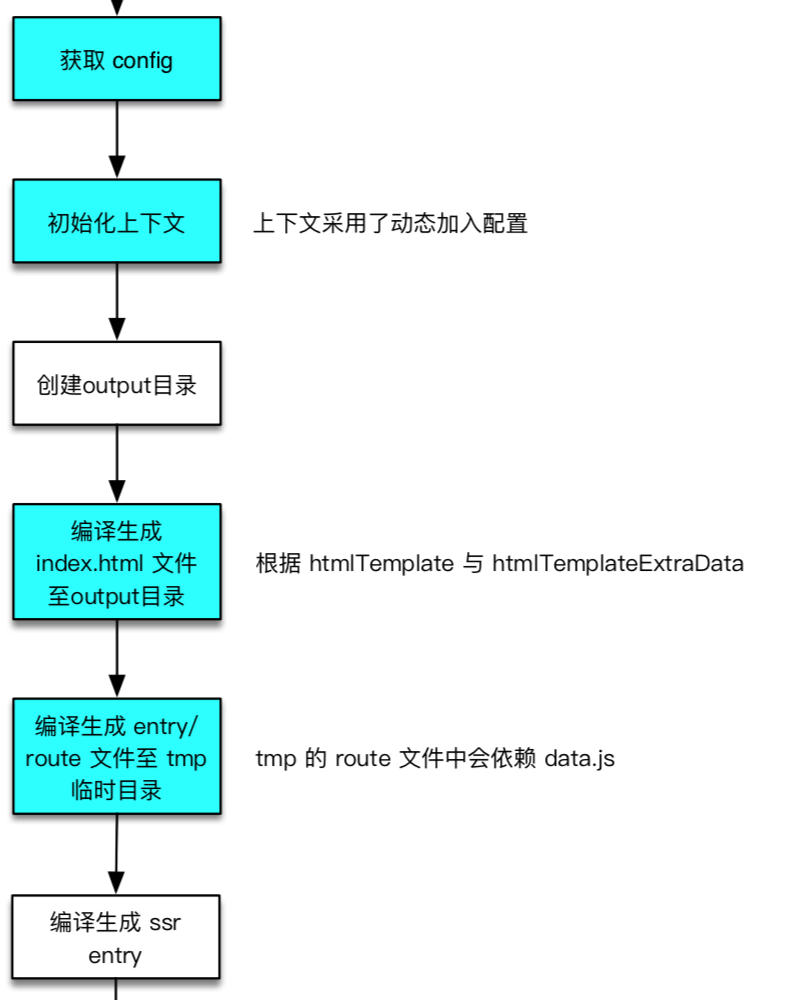 获取 config
初始化上下文
上下文采用了动态加入配置
创建output目录
编译生成
index.html 文件
至output目录
根据 htmlTemplate 与 htmlTemplateExtraData
编译生成 entry/
route 文件至 tmp
临时目录
tmp 的 route 文件中会依赖 data.js
编译生成 ssr
entry